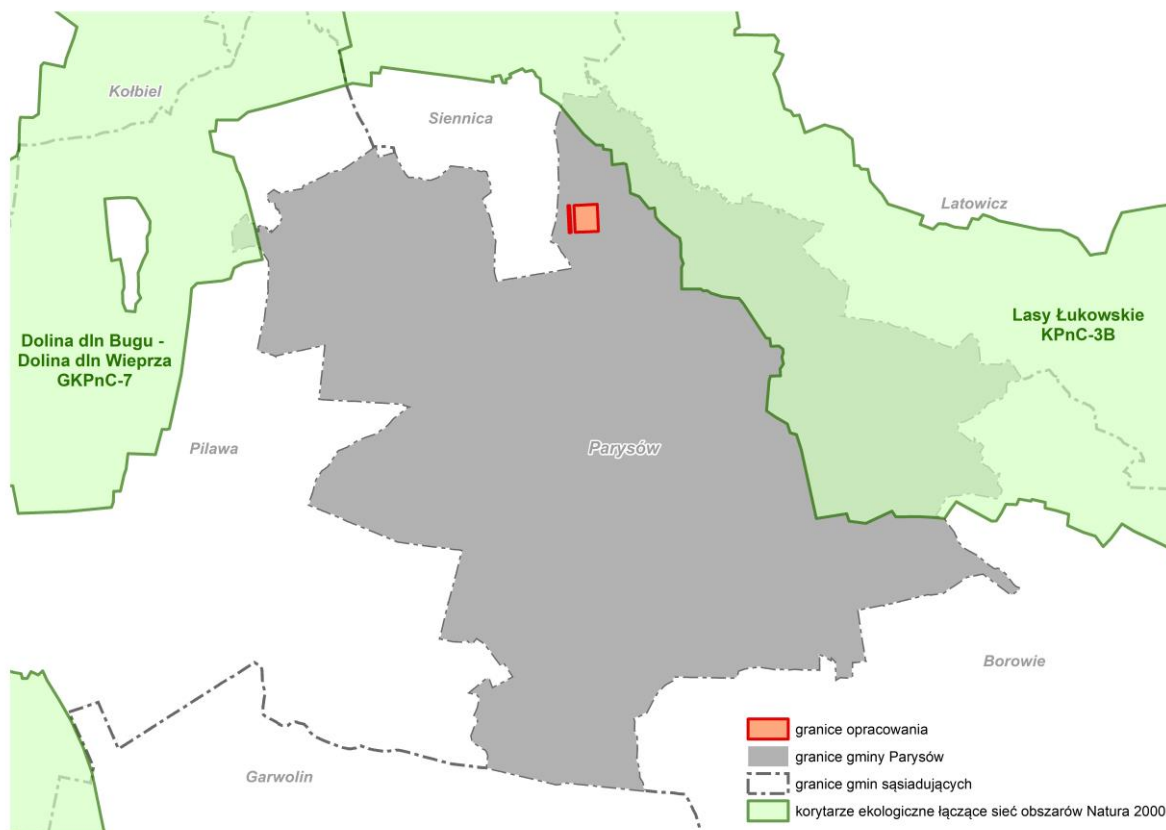 Kołbiel
Siennica
Latowicz
Dolina dln Bugu -
Dolina dln Wieprza
GKPnC-7
Lasy Łukowskie
KPnC-3B
Pilawa
Parysów
Borowie
Garwolin
granice opracowania
granice gminy Parysów
granice gmin sąsiadujących
korytarze ekologiczne łączące sieć obszarów Natura 2000